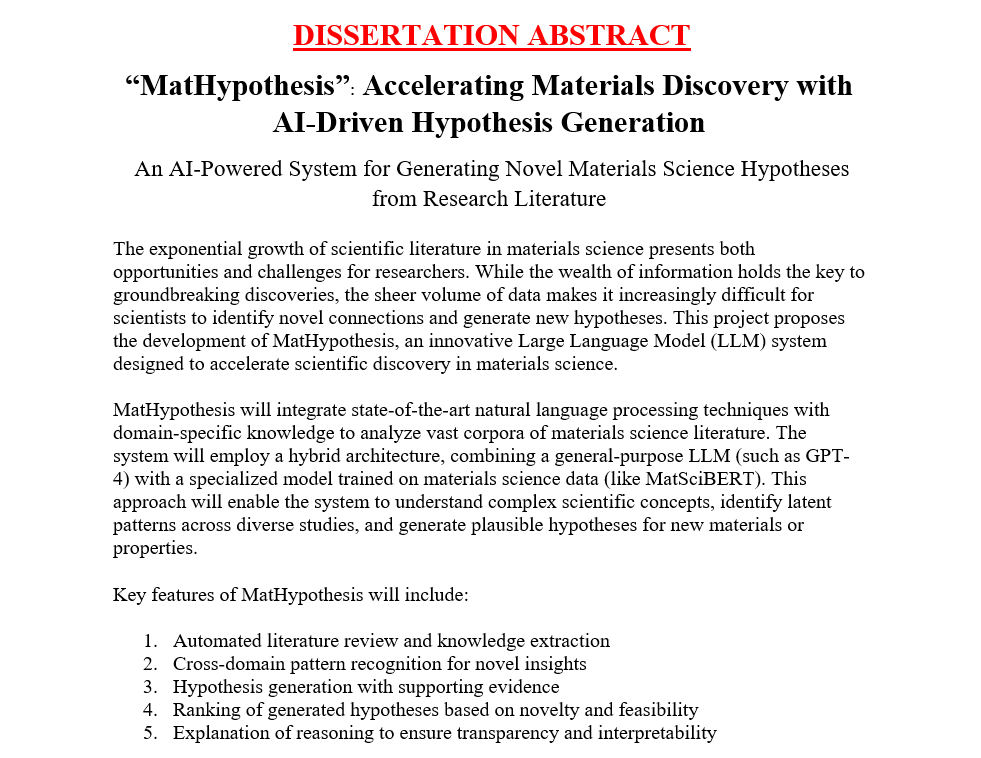 DISSERTATION ABSTRACT
“MatHypothesis”: Accelerating Materials Discovery with
AI-Driven Hypothesis Generation
An AI-Powered System for Generating Novel Materials Science Hypotheses
from Research Literature
The exponential growth of scientific literature in materials science presents both
opportunities and challenges for researchers. While the wealth of information holds the key to
groundbreaking discoveries, the sheer volume of data makes it increasingly difficult for
scientists to identify novel connections and generate new hypotheses. This project proposes
the development of MatHypothesis, an innovative Large Language Model (LLM) system
designed to accelerate scientific discovery in materials science.
MatHypothesis will integrate state-of-the-art natural language processing techniques with
domain-specific knowledge to analyze vast corpora of materials science literature. The
system will employ a hybrid architecture, combining a general-purpose LLM (such as GPT-
4) with a specialized model trained on materials science data (like MatSciBERT). This
approach will enable the system to understand complex scientific concepts, identify latent
patterns across diverse studies, and generate plausible hypotheses for new materials or
properties.
Key features of MatHypothesis will include:
1. Automated literature review and knowledge extraction
2. Cross-domain pattern recognition for novel insights
3. Hypothesis generation with supporting evidence
4. Ranking of generated hypotheses based on novelty and feasibility
5. Explanation of reasoning to ensure transparency and interpretability